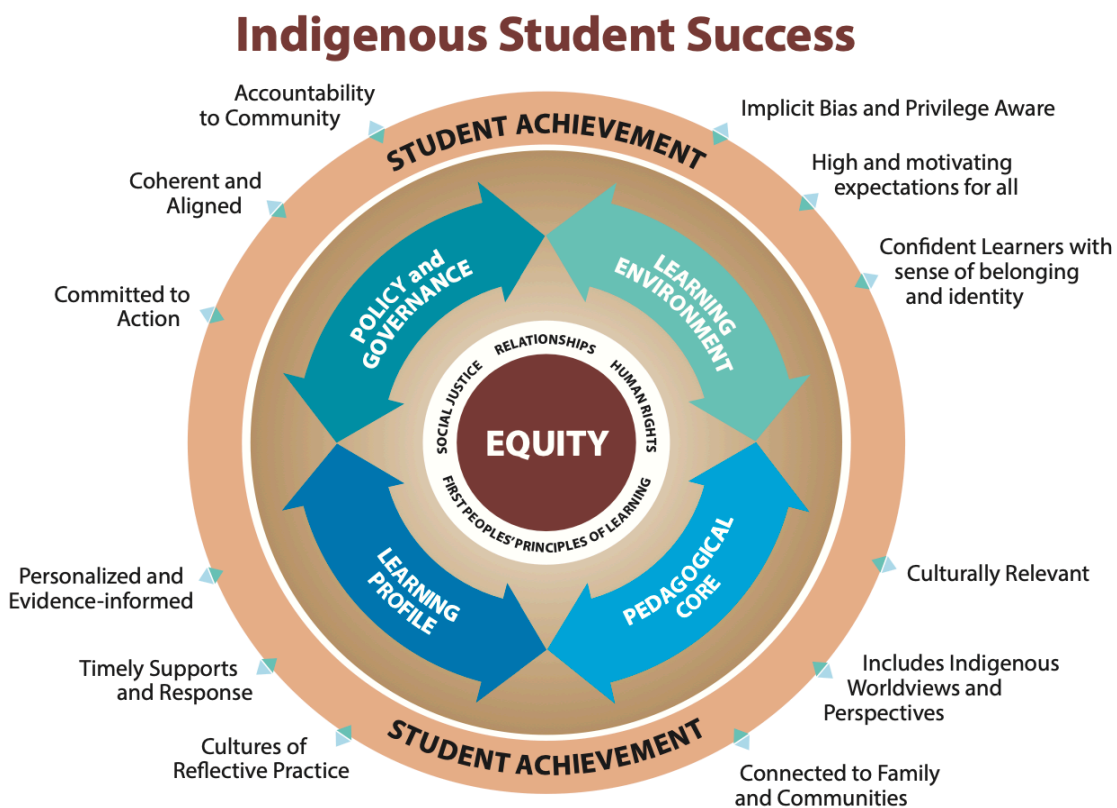 Indigenous Student Success
Accountability
to Community
Coherent and
Aligned
Committed to
Action
Implicit Bias and Privilege Aware
High and motivating
expectations for all
Confident Learners with
sense of belonging
and identity
STUDENT ACHIEVEMENT
POLICY and
GOVERNANCE
LEARNING
ENVIRONMENT
SOCIAL JUSTICE
RELATIONSHIPS
HUMAN RIGHTS
EQUITY
FIRST PEOPLES' PRINCIPLES OF LEARNING
LEARNING
PROFILE
PEDAGOGICAL
CORE
Personalized and
Evidence-informed
Timely Supports
and Response
Cultures of
Reflective Practice
Culturally Relevant
Includes Indigenous
Worldviews and
Perspectives
Connected to Family
and Communities
STUDENT ACHIEVEMENT